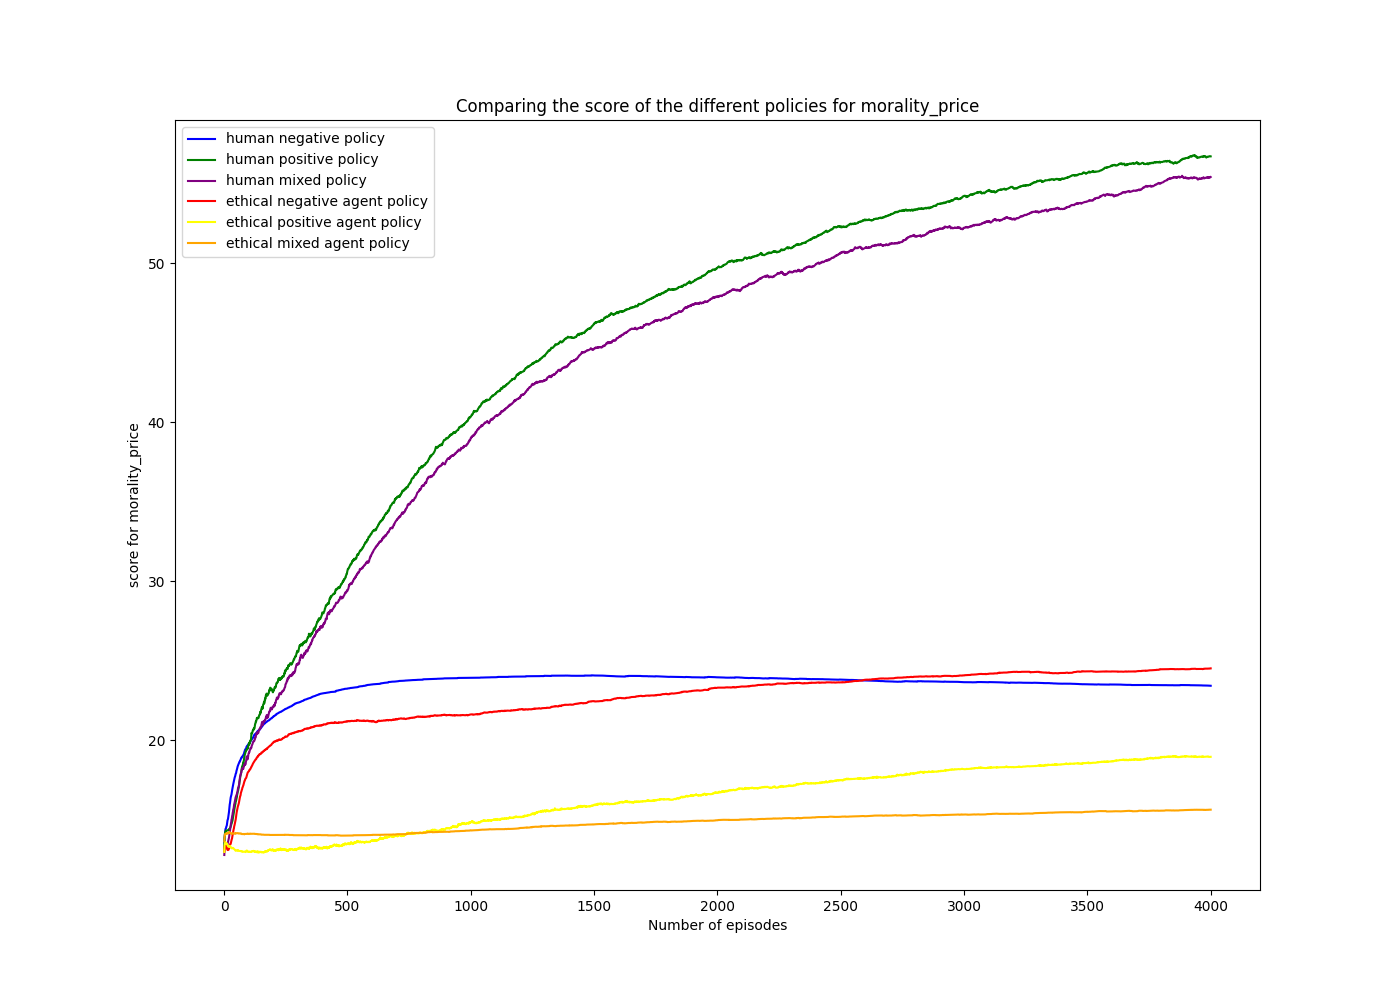 Comparing the score of the different policies for morality_price
human negative policy
human positive policy
human mixed policy
ethical negative agent policy
ethical positive agent policy
ethical mixed agent policy
50
40
30
20
score for morality_price
0 500 1000 1500 2000 2500 3000 3500 4000
Number of episodes